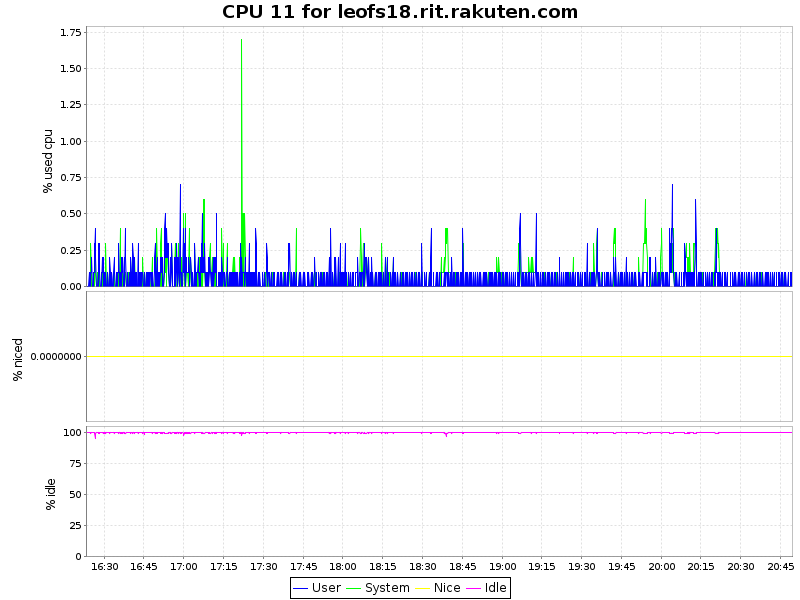 CPU 11 for leofs18.rit.rakuten.com
% used cpu
1.75
1.50
1.25
1.00
0.75
0.50
0.25
0.00
% niced
0.0000000
% idle
100
75
50
25
0
16:30 16:45 17:00 17:15 17:30 17:45 18:00 18:15 18:30 18:45 19:00 19:15 19:30 19:45 20:00 20:15 20:30 20:45
User System Nice Idle